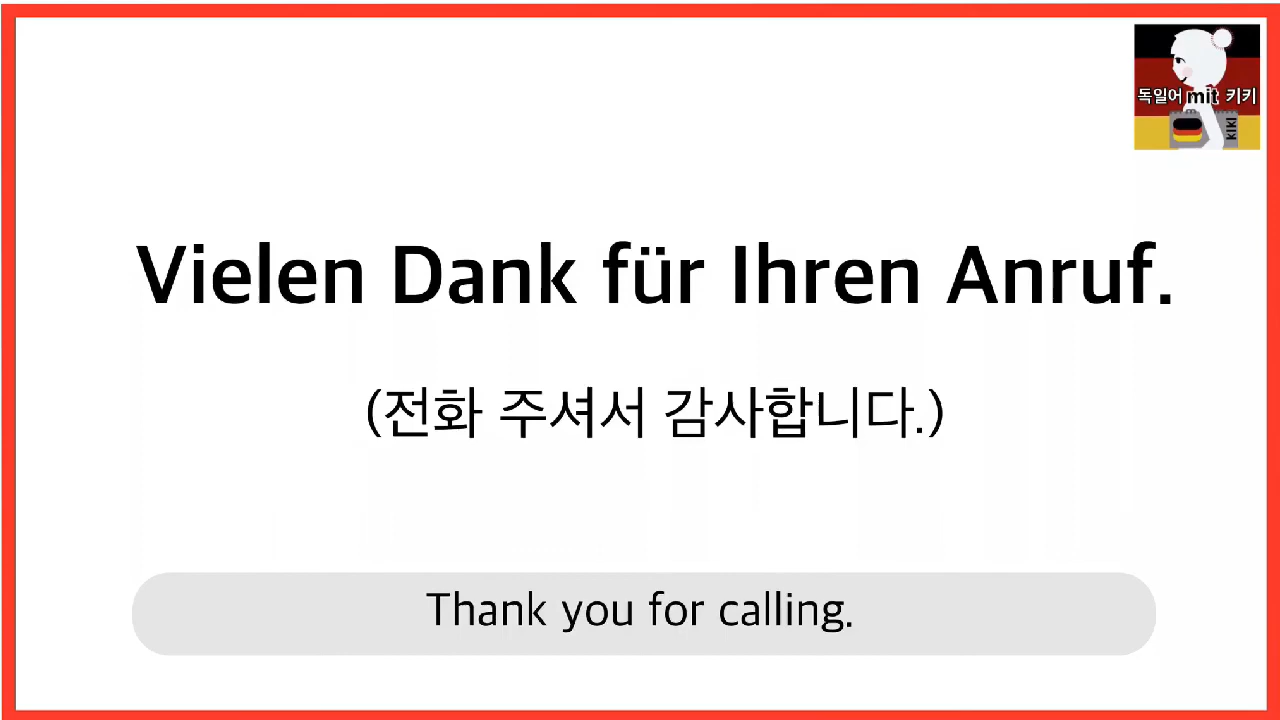 독일어 mit 키키
KIKI
Vielen Dank für Ihren Anruf.
(전화 주셔서 감사합니다.)
Thank you for calling.